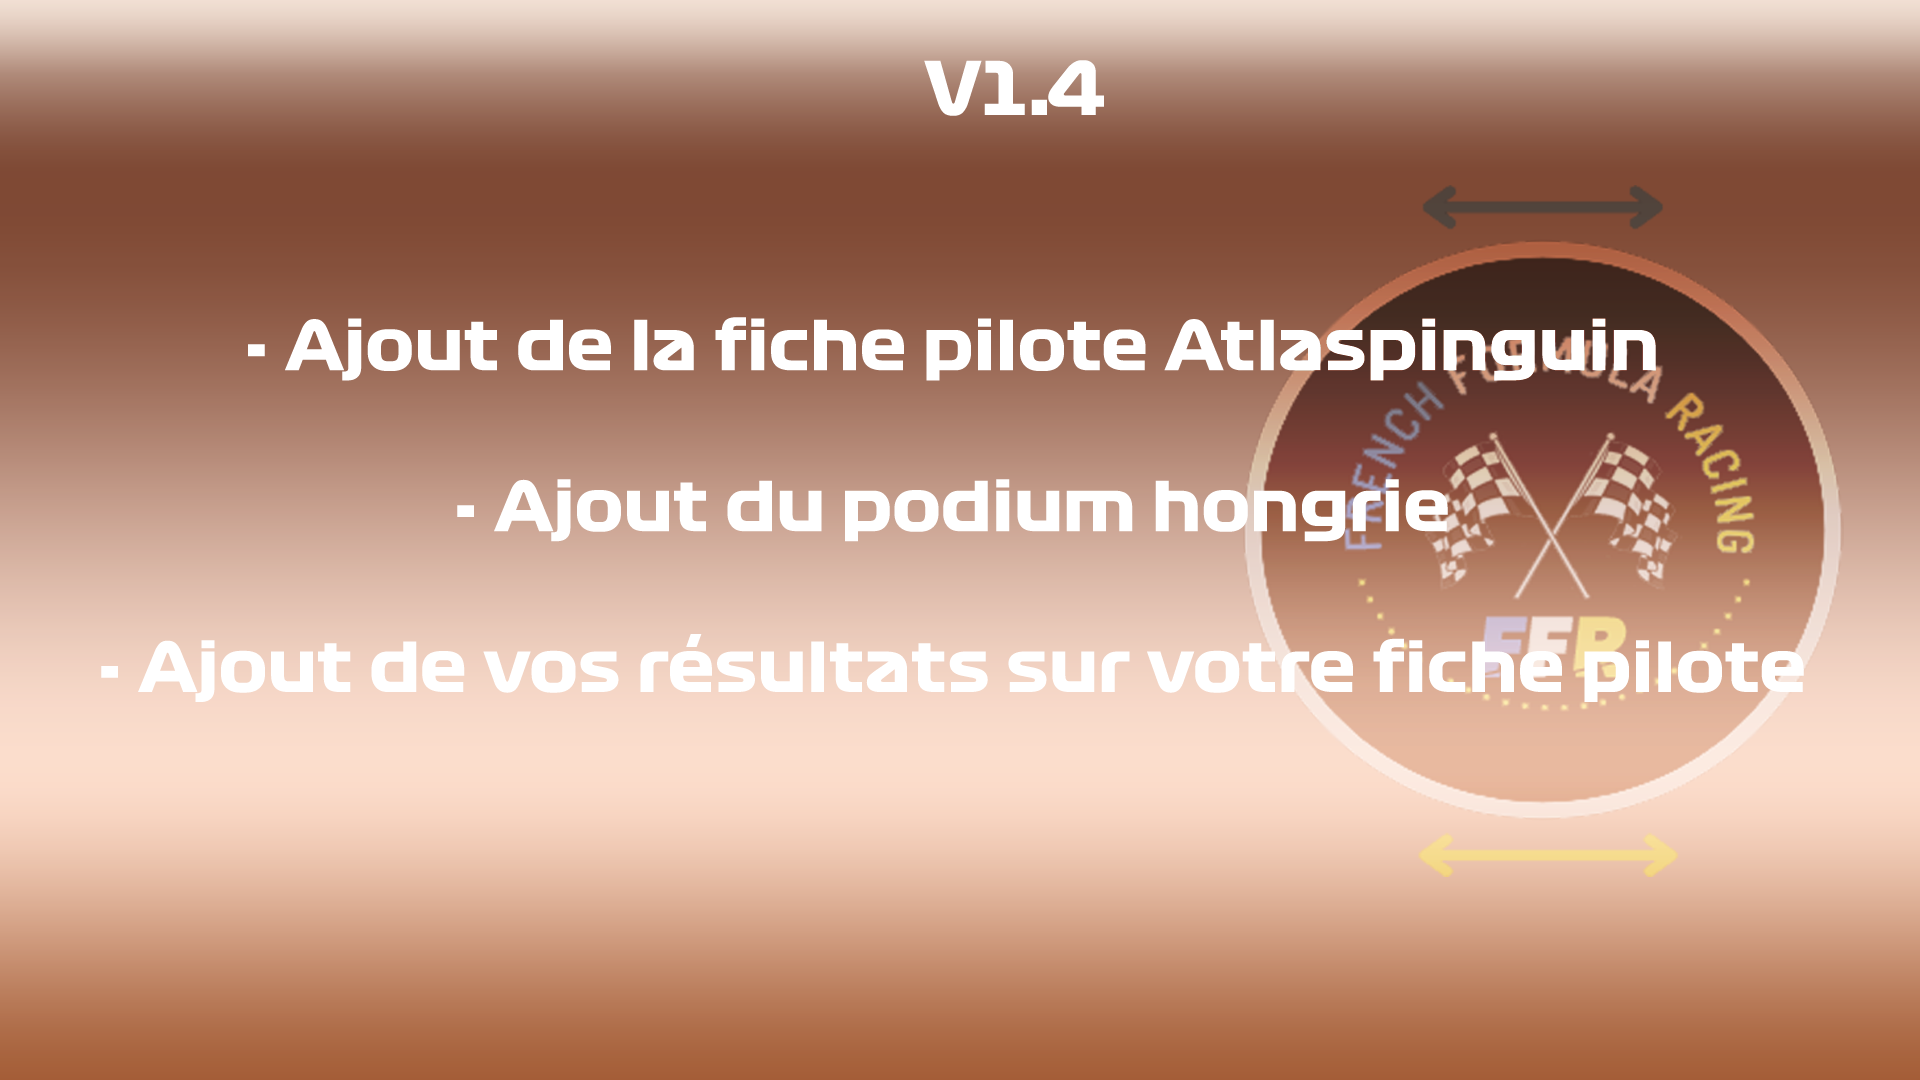 V1.4
- Ajout de la fiche pilote Atlaspinguin
FRENCH FORMULA RACING
- Ajout du podium hongrie
FFR
- Ajout de vos résultats sur votre fiche pilote